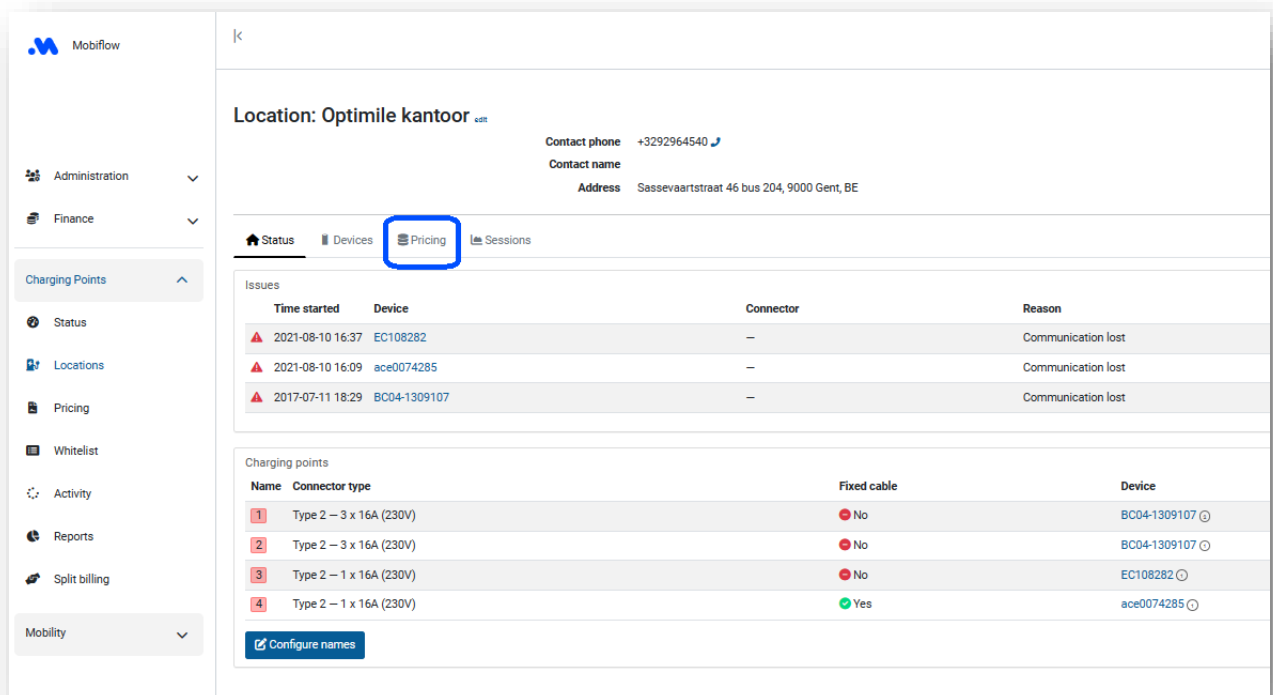 Mobiflow
Administration
Finance
Charging Points
Status
Locations
Pricing
Whitelist
Activity
Reports
Split billing
Mobility
Location: Optimile kantoor edit
Contact phone +3292964540
Contact name
Address Sassevaartstraat 46 bus 204, 9000 Gent, BE
Status Devices Pricing Sessions
Issues
Time started Device Connector Reason
2021-08-10 16:37 EC108282 — Communication lost
2021-08-10 16:09 ace0074285 — Communication lost
2017-07-11 18:29 BC04-1309107 — Communication lost
Charging points
Name Connector type Fixed cable Device
1 Type 2 — 3 x 16A (230V) No BC04-1309107
2 Type 2 — 3 x 16A (230V) No BC04-1309107
3 Type 2 — 1 x 16A (230V) No EC108282
4 Type 2 — 1 x 16A (230V) Yes ace0074285
Configure names